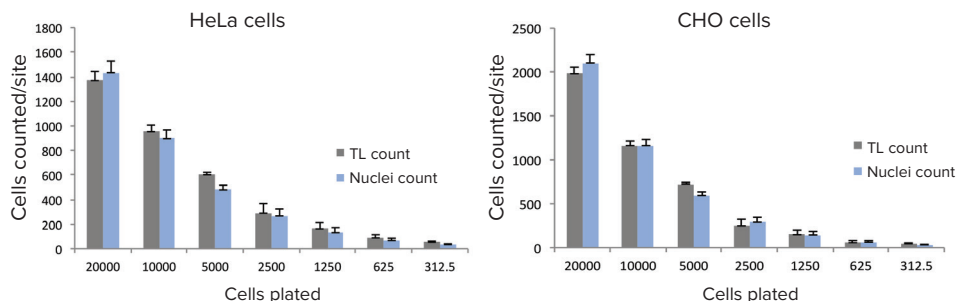 HeLa cells
Cells counted/site
1800
1600
1400
1200
1000
800
600
400
200
0
TL count
Nuclei count
20000 10000 5000 2500 1250 625 312.5
Cells plated
CHO cells
Cells counted/site
2500
2000
1500
1000
500
0
TL count
Nuclei count
20000 10000 5000 2500 1250 625 312.5
Cells plated